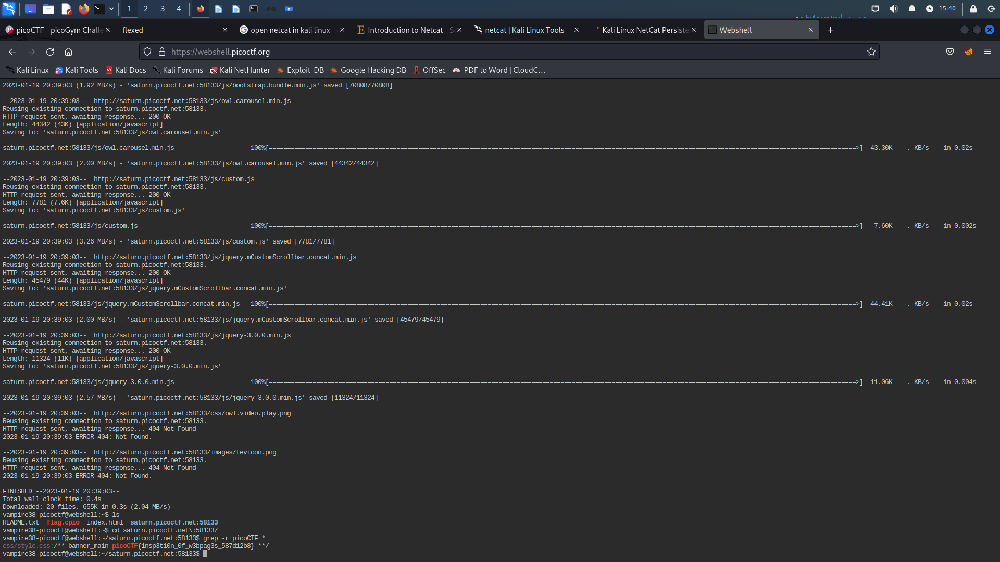 1 2 3 4 15:40
picoCTF - picoGym Challe flexed open netcat in kali linux - Introduction to Netcat - S netcat | Kali Linux Tools Kali Linux NetCat Persiste Webshell
https://webshell.picoctf.org
Kali Linux Kali Tools Kali Docs Kali Forums Kali NetHunter Exploit-DB Google Hacking DB OffSec PDF to Word | CloudC…
2023-01-19 20:39:03 (1.92 MB/s) - 'saturn.picoctf.net:58133/js/bootstrap.bundle.min.js' saved [70808/70808]
--2023-01-19 20:39:03--  http://saturn.picoctf.net:58133/js/owl.carousel.min.js
Reusing existing connection to saturn.picoctf.net:58133.
HTTP request sent, awaiting response... 200 OK
Length: 44342 (43K) [application/javascript]
Saving to: 'saturn.picoctf.net:58133/js/owl.carousel.min.js'
saturn.picoctf.net:58133/js/owl.carousel.min.js 100%[=================================================>] 43.30K --.-KB/s in 0.02s
2023-01-19 20:39:03 (2.00 MB/s) - 'saturn.picoctf.net:58133/js/owl.carousel.min.js' saved [44342/44342]
--2023-01-19 20:39:03--  http://saturn.picoctf.net:58133/js/custom.js
Reusing existing connection to saturn.picoctf.net:58133.
HTTP request sent, awaiting response... 200 OK
Length: 7781 (7.6K) [application/javascript]
Saving to: 'saturn.picoctf.net:58133/js/custom.js'
saturn.picoctf.net:58133/js/custom.js 100%[=================================================>] 7.60K --.-KB/s in 0.002s
2023-01-19 20:39:03 (3.26 MB/s) - 'saturn.picoctf.net:58133/js/custom.js' saved [7781/7781]
--2023-01-19 20:39:03--  http://saturn.picoctf.net:58133/js/jquery.mCustomScrollbar.concat.min.js
Reusing existing connection to saturn.picoctf.net:58133.
HTTP request sent, awaiting response... 200 OK
Length: 45479 (44K) [application/javascript]
Saving to: 'saturn.picoctf.net:58133/js/jquery.mCustomScrollbar.concat.min.js'
saturn.picoctf.net:58133/js/jquery.mCustomScrollbar.concat.min.js 100%[=================================================>] 44.41K --.-KB/s in 0.02s
2023-01-19 20:39:03 (2.00 MB/s) - 'saturn.picoctf.net:58133/js/jquery.mCustomScrollbar.concat.min.js' saved [45479/45479]
--2023-01-19 20:39:03--  http://saturn.picoctf.net:58133/js/jquery-3.0.0.min.js
Reusing existing connection to saturn.picoctf.net:58133.
HTTP request sent, awaiting response... 200 OK
Length: 11324 (11K) [application/javascript]
Saving to: 'saturn.picoctf.net:58133/js/jquery-3.0.0.min.js'
saturn.picoctf.net:58133/js/jquery-3.0.0.min.js 100%[=================================================>] 11.06K --.-KB/s in 0.004s
2023-01-19 20:39:03 (2.57 MB/s) - 'saturn.picoctf.net:58133/js/jquery-3.0.0.min.js' saved [11324/11324]
--2023-01-19 20:39:03--  http://saturn.picoctf.net:58133/css/owl.video.play.png
Reusing existing connection to saturn.picoctf.net:58133.
HTTP request sent, awaiting response... 404 Not Found
2023-01-19 20:39:03 ERROR 404: Not Found.
--2023-01-19 20:39:03--  http://saturn.picoctf.net:58133/images/fevicon.png
Reusing existing connection to saturn.picoctf.net:58133.
HTTP request sent, awaiting response... 404 Not Found
2023-01-19 20:39:03 ERROR 404: Not Found.
FINISHED --2023-01-19 20:39:03--
Total wall clock time: 0.4s
Downloaded: 20 files, 655K in 0.3s (2.04 MB/s)
vampire38-picoctf@webshell:~$ ls
README.txt  flag.cpio  index.html  saturn.picoctf.net:58133
vampire38-picoctf@webshell:~$ cd saturn.picoctf.net\:58133/
vampire38-picoctf@webshell:~/saturn.picoctf.net:58133$ grep -r picoCTF *
css/style.css:/** banner_main picoCTF{1nsp3ti0n_0f_w3bpag3s_587d12b8} **/
vampire38-picoctf@webshell:~/saturn.picoctf.net:58133$